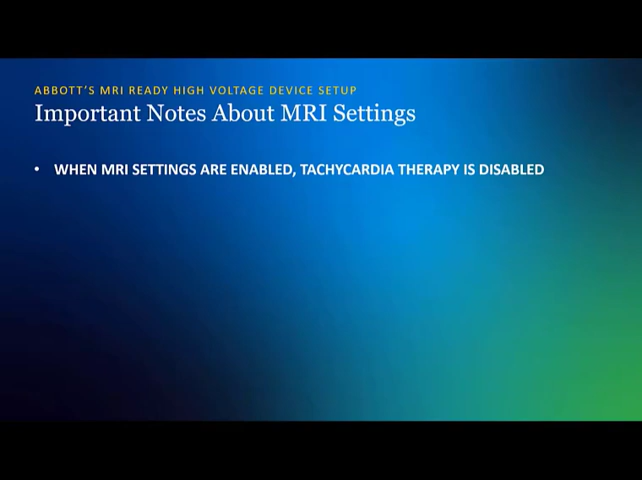 ABBOTT'S MRI READY HIGH VOLTAGE DEVICE SETUP
Important Notes About MRI Settings
• WHEN MRI SETTINGS ARE ENABLED, TACHYCARDIA THERAPY IS DISABLED